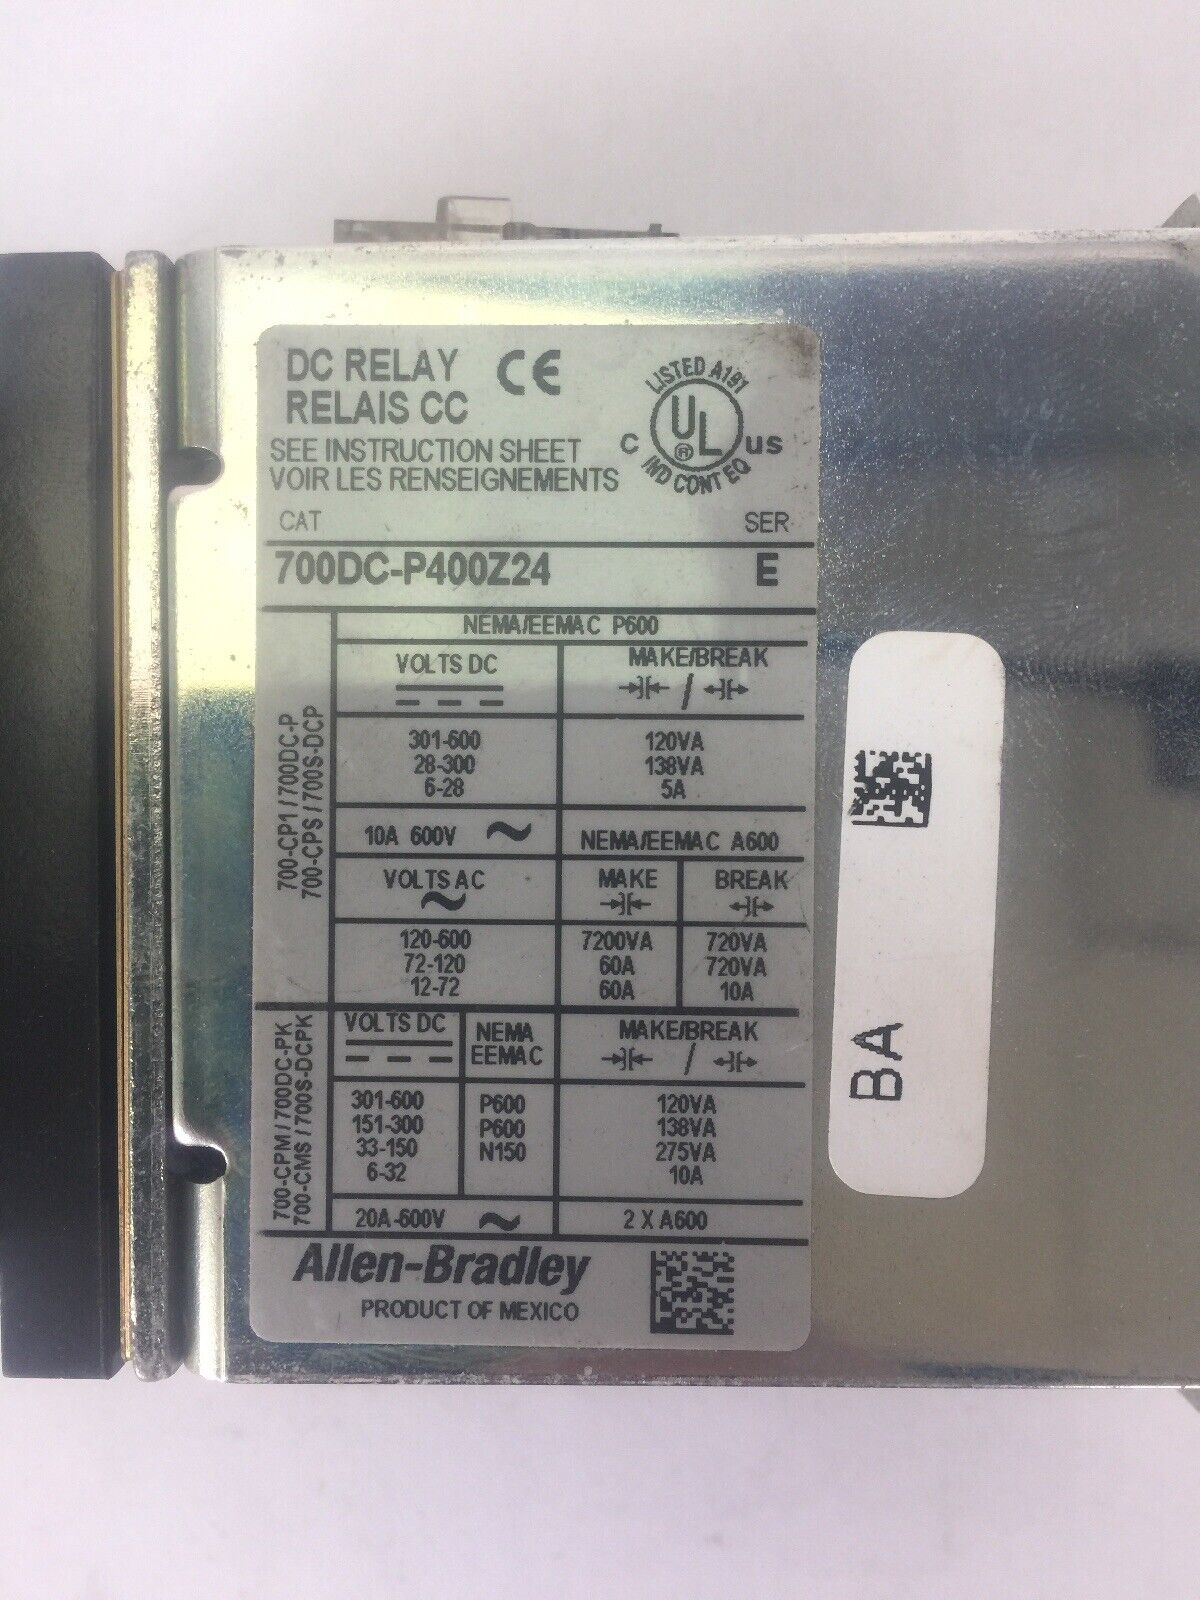 DC RELAY CE
RELAIS CC
LISTED A191
C UL R US
IND CONT EQ
SEE INSTRUCTION SHEET
VOIR LES RENSEIGNEMENTS
CAT SER
700DC-P400Z24 E
700-CP1 / 700DC-P
700-CPS / 700S-DCP
NEMA/EEMAC P600
VOLTS DC MAKE/BREAK
/
301-600 120VA
28-300 138VA
6-28 5A
10A 600V ~ NEMA/EEMAC A600
VOLTS AC MAKE BREAK
~
120-600 7200VA 720VA
72-120 60A 720VA
12-72 60A 10A
700-CPM / 700DC-PK
700-CMS / 700S-DCPK
VOLTS DC NEMA MAKE/BREAK
EEMAC /
301-600 P600 120VA
151-300 P600 138VA
33-150 N150 275VA
6-32 10A
20A-600V ~ 2 X A600
Allen-Bradley
PRODUCT OF MEXICO
BA